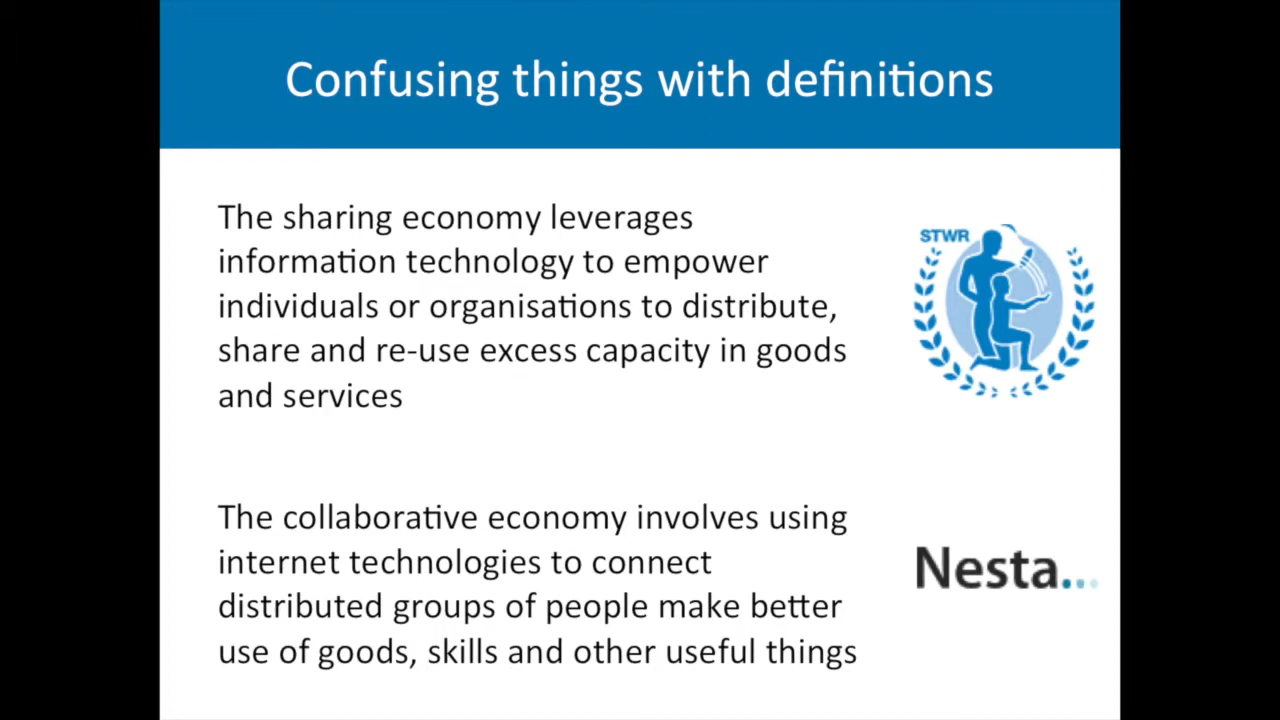 Confusing things with definitions
The sharing economy leverages
information technology to empower
individuals or organisations to distribute,
share and re-use excess capacity in goods
and services
STWR
The collaborative economy involves using
internet technologies to connect
distributed groups of people make better
use of goods, skills and other useful things
Nesta...